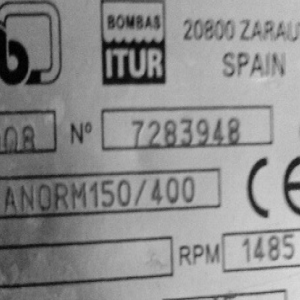 BOMBAS
ITUR
20800 ZARAU
SPAIN
08 Nº 7283948
ANORM150/400
CE
RPM 1485